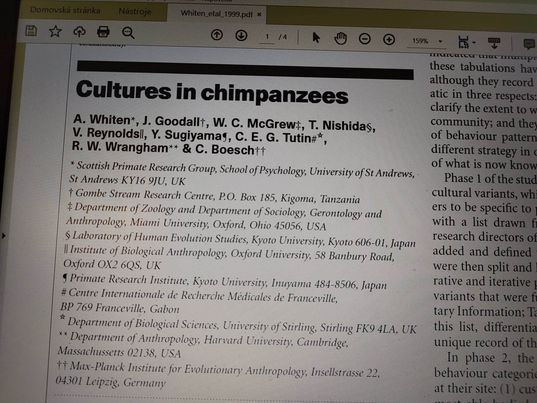 Domovská stránka
Nástroje
Whiten_etal_1999.pdf ×
1 / 4
159%
Cultures in chimpanzees
A. Whiten*, J. Goodall†, W. C. McGrew‡, T. Nishida§,
V. Reynolds‖, Y. Sugiyama¶, C. E. G. Tutin#☆,
R. W. Wrangham** & C. Boesch††
* Scottish Primate Research Group, School of Psychology, University of St Andrews,
St Andrews KY16 9JU, UK
† Gombe Stream Research Centre, P.O. Box 185, Kigoma, Tanzania
‡ Department of Zoology and Department of Sociology, Gerontology and
Anthropology, Miami University, Oxford, Ohio 45056, USA
§ Laboratory of Human Evolution Studies, Kyoto University, Kyoto 606-01, Japan
‖ Institute of Biological Anthropology, Oxford University, 58 Banbury Road,
Oxford OX2 6QS, UK
¶ Primate Research Institute, Kyoto University, Inuyama 484-8506, Japan
# Centre Internationale de Recherche Médicales de Franceville,
BP 769 Franceville, Gabon
☆ Department of Biological Sciences, University of Stirling, Stirling FK9 4LA, UK
** Department of Anthropology, Harvard University, Cambridge,
Massachussetts 02138, USA
†† Max-Planck Institute for Evolutionary Anthropology, Insellstrasse 22,
04301 Leipzig, Germany
these tabulations hav
although they record
atic in three respects:
clarify the extent to w
community; and they
of behaviour pattern
different strategy in
of what is now know
Phase 1 of the stud
cultural variants, wh
ers to be specific to
with a list drawn f
research directors of
added and defined
were then split and
rative and iterative p
variants that were fu
tary Information; Ta
this list, differentia
unique record of th
In phase 2, the
behaviour categori
at their site: (1) cus